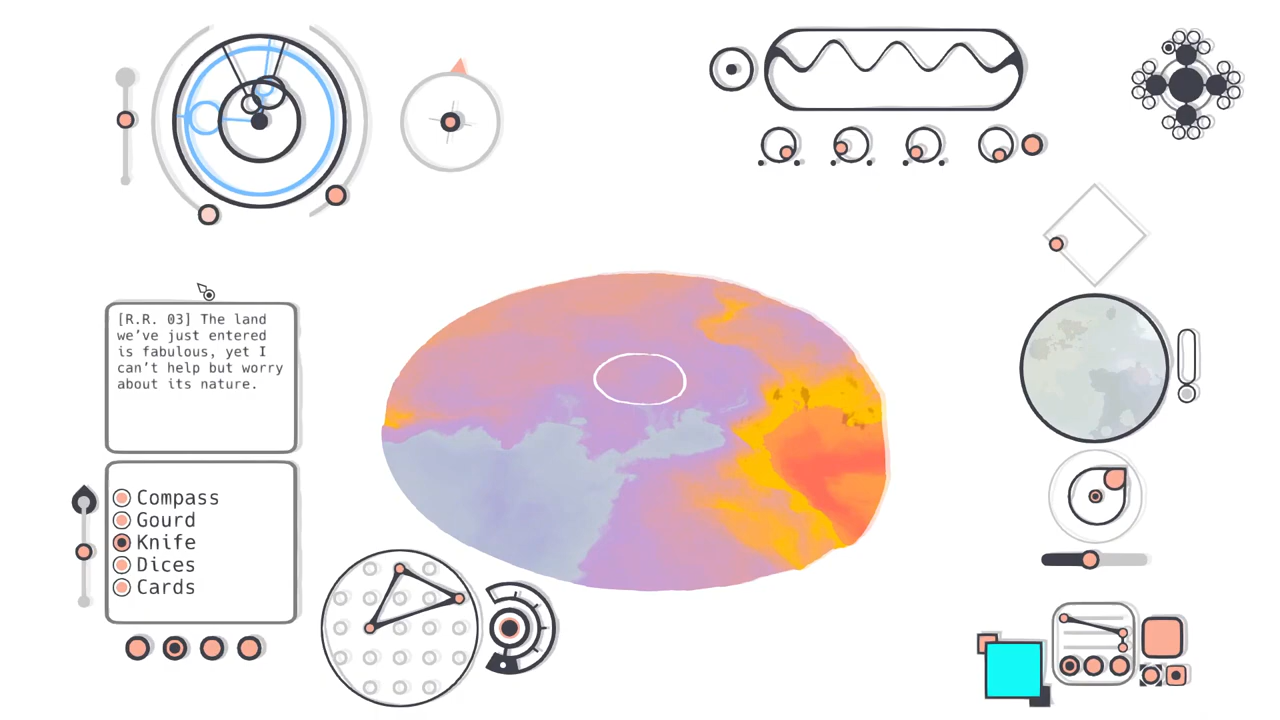 [R.R. 03] The land
we’ve just entered
is fabulous, yet I
can’t help but worry
about its nature.
Compass
Gourd
Knife
Dices
Cards